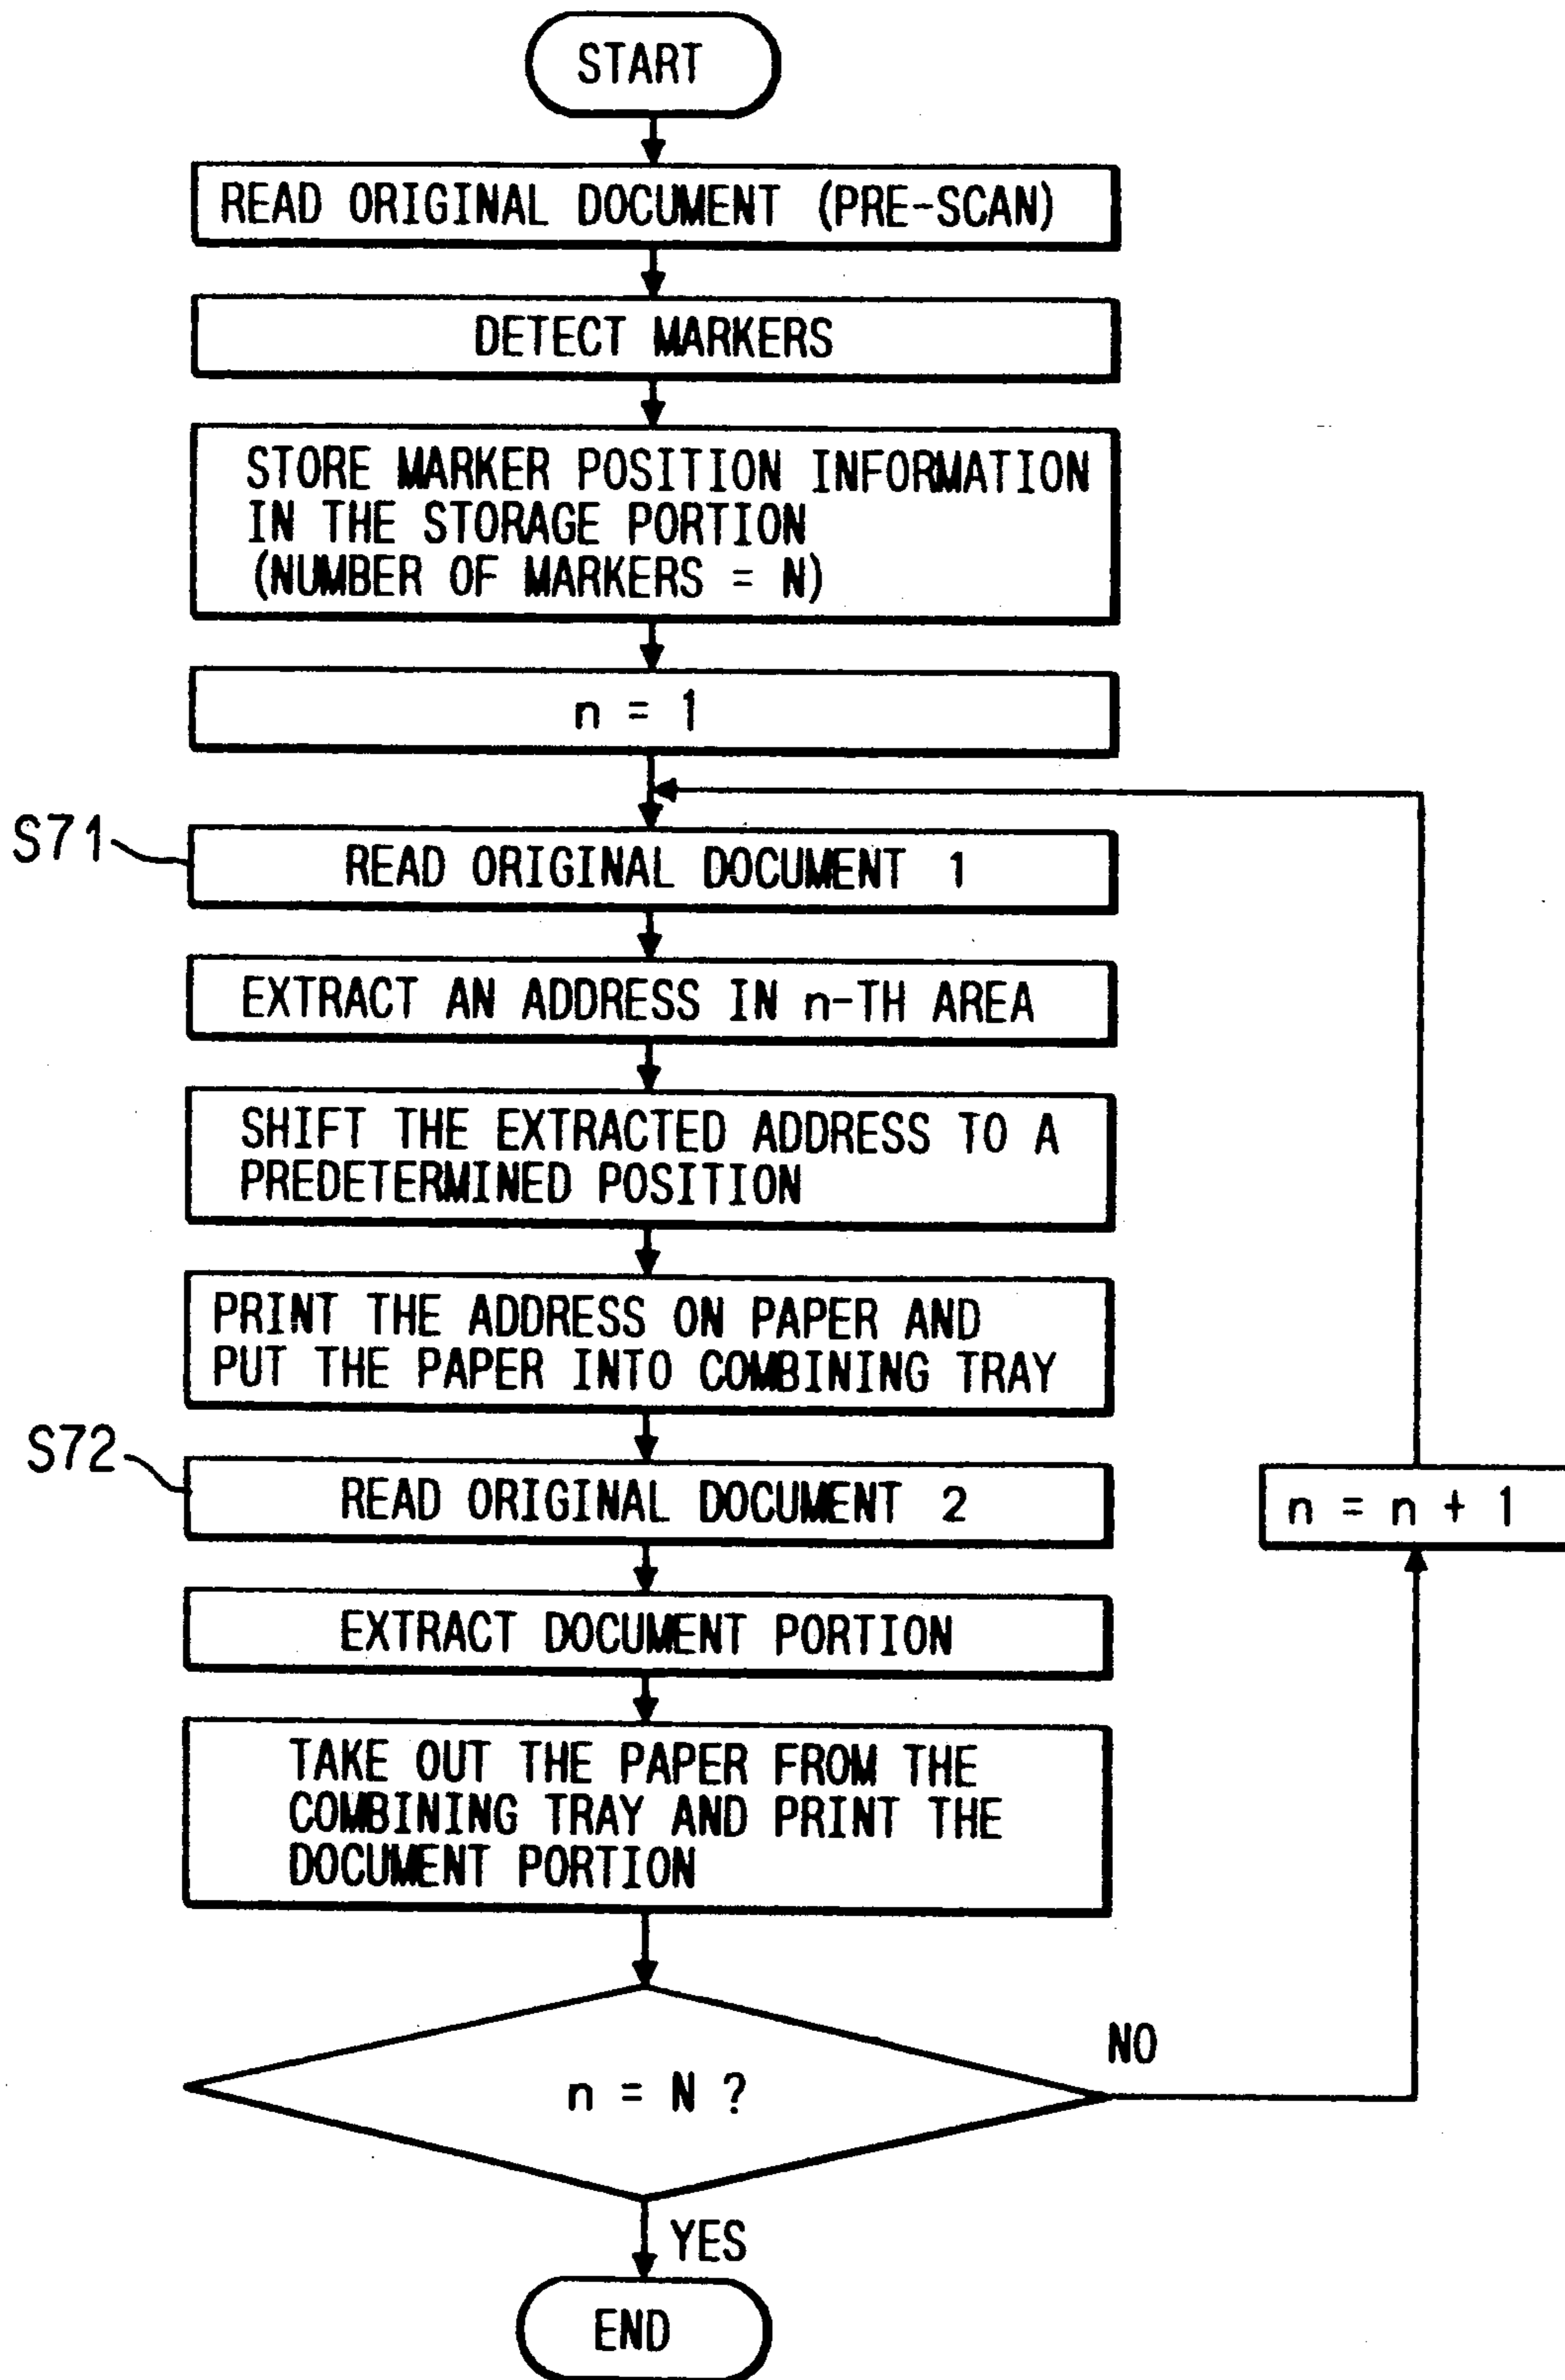 START
READ ORIGINAL DOCUMENT (PRE-SCAN)
DETECT MARKERS
STORE MARKER POSITION INFORMATION
IN THE STORAGE PORTION
(NUMBER OF MARKERS = N)
n = 1
S71
READ ORIGINAL DOCUMENT 1
EXTRACT AN ADDRESS IN n-TH AREA
SHIFT THE EXTRACTED ADDRESS TO A
PREDETERMINED POSITION
PRINT THE ADDRESS ON PAPER AND
PUT THE PAPER INTO COMBINING TRAY
S72
READ ORIGINAL DOCUMENT 2
n = n + 1
EXTRACT DOCUMENT PORTION
TAKE OUT THE PAPER FROM THE
COMBINING TRAY AND PRINT THE
DOCUMENT PORTION
NO
n = N ?
YES
END